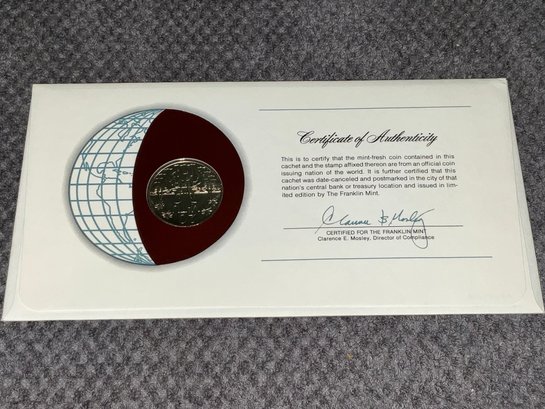 Certificate of Authenticity
This is to certify that the mint-fresh coin contained in this
cachet and the stamp affixed thereon are from an official coin
issuing nation of the world. It is further certified that this
cachet was date-canceled and postmarked in the city of that
nation's central bank or treasury location and issued in lim-
ited edition by The Franklin Mint.
CERTIFIED FOR THE FRANKLIN MINT
Clarence E. Mosley, Director of Compliance